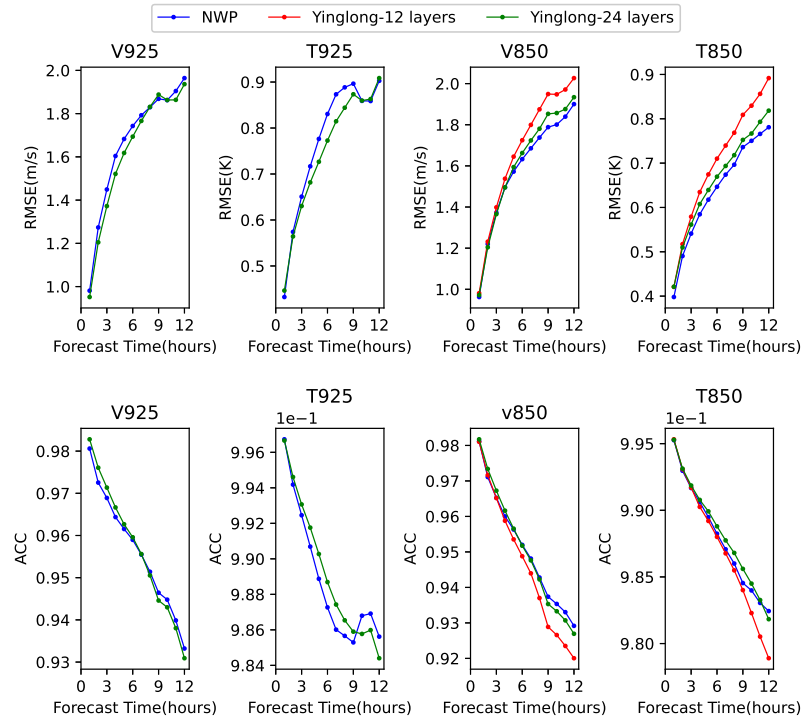 NWP Yinglong-12 layers Yinglong-24 layers
V925 T925 V850 T850
RMSE(m/s)
2.0
1.8
1.6
1.4
1.2
1.0
0 3 6 9 12
Forecast Time(hours)
RMSE(K)
0.9
0.8
0.7
0.6
0.5
0 3 6 9 12
Forecast Time(hours)
RMSE(m/s)
2.0
1.8
1.6
1.4
1.2
1.0
0 3 6 9 12
Forecast Time(hours)
RMSE(K)
0.9
0.8
0.7
0.6
0.5
0.4
0 3 6 9 12
Forecast Time(hours)
V925
ACC
0.98
0.97
0.96
0.95
0.94
0.93
0 3 6 9 12
Forecast Time(hours)
T925
1e−1
ACC
9.96
9.94
9.92
9.90
9.88
9.86
9.84
0 3 6 9 12
Forecast Time(hours)
v850
ACC
0.98
0.97
0.96
0.95
0.94
0.93
0.92
0 3 6 9 12
Forecast Time(hours)
T850
1e−1
ACC
9.95
9.90
9.85
9.80
0 3 6 9 12
Forecast Time(hours)